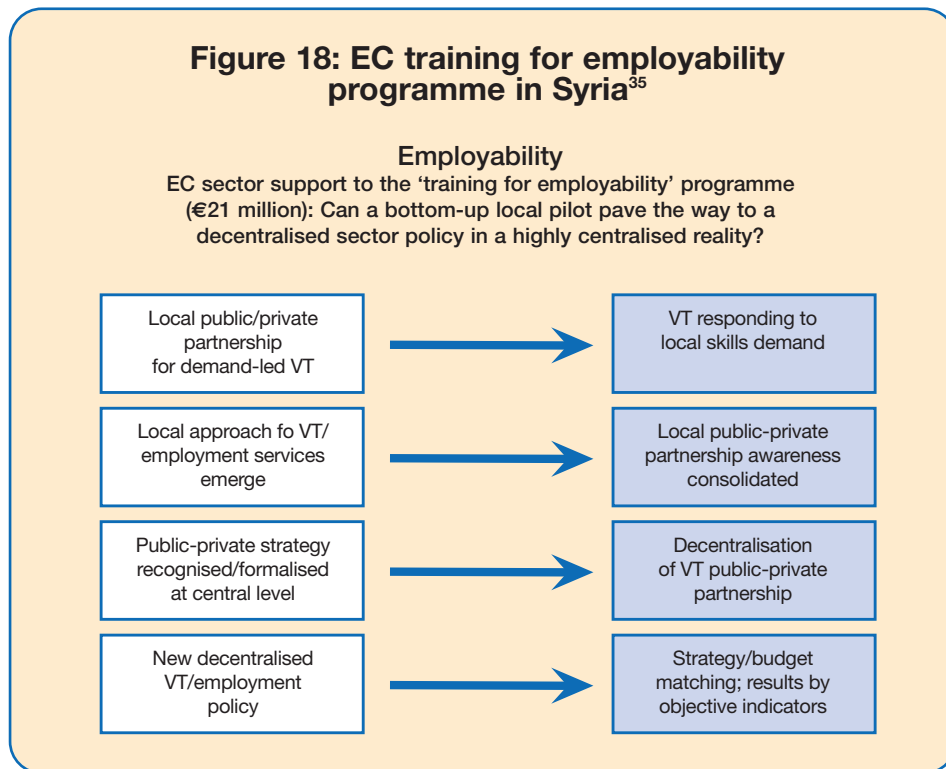 Figure 18: EC training for employability
programme in Syria³⁵
Employability
EC sector support to the ‘training for employability’ programme
(€21 million): Can a bottom-up local pilot pave the way to a
decentralised sector policy in a highly centralised reality?
Local public/private
partnership
for demand-led VT
VT responding to
local skills demand
Local approach fo VT/
employment services
emerge
Local public-private
partnership awareness
consolidated
Public-private strategy
recognised/formalised
at central level
Decentralisation
of VT public-private
partnership
New decentralised
VT/employment
policy
Strategy/budget
matching; results by
objective indicators